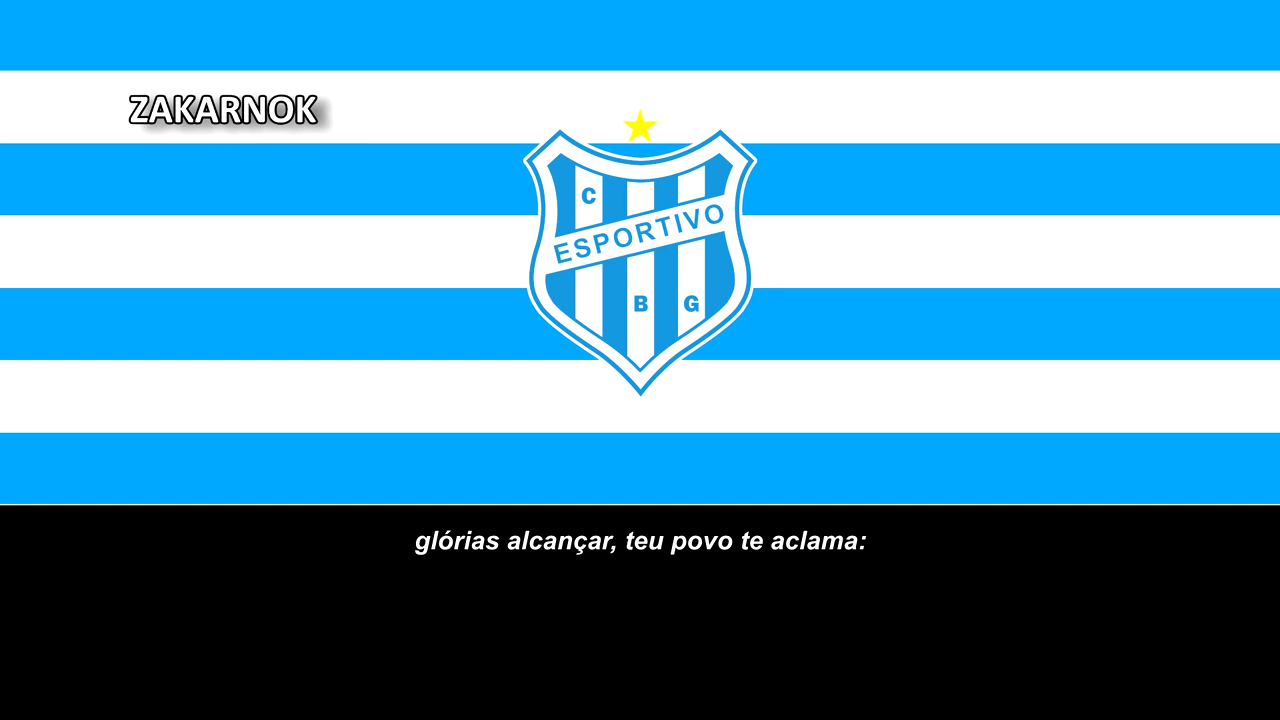 ZAKARNOK
C
ESPORTIVO
B G
glórias alcançar, teu povo te aclama: